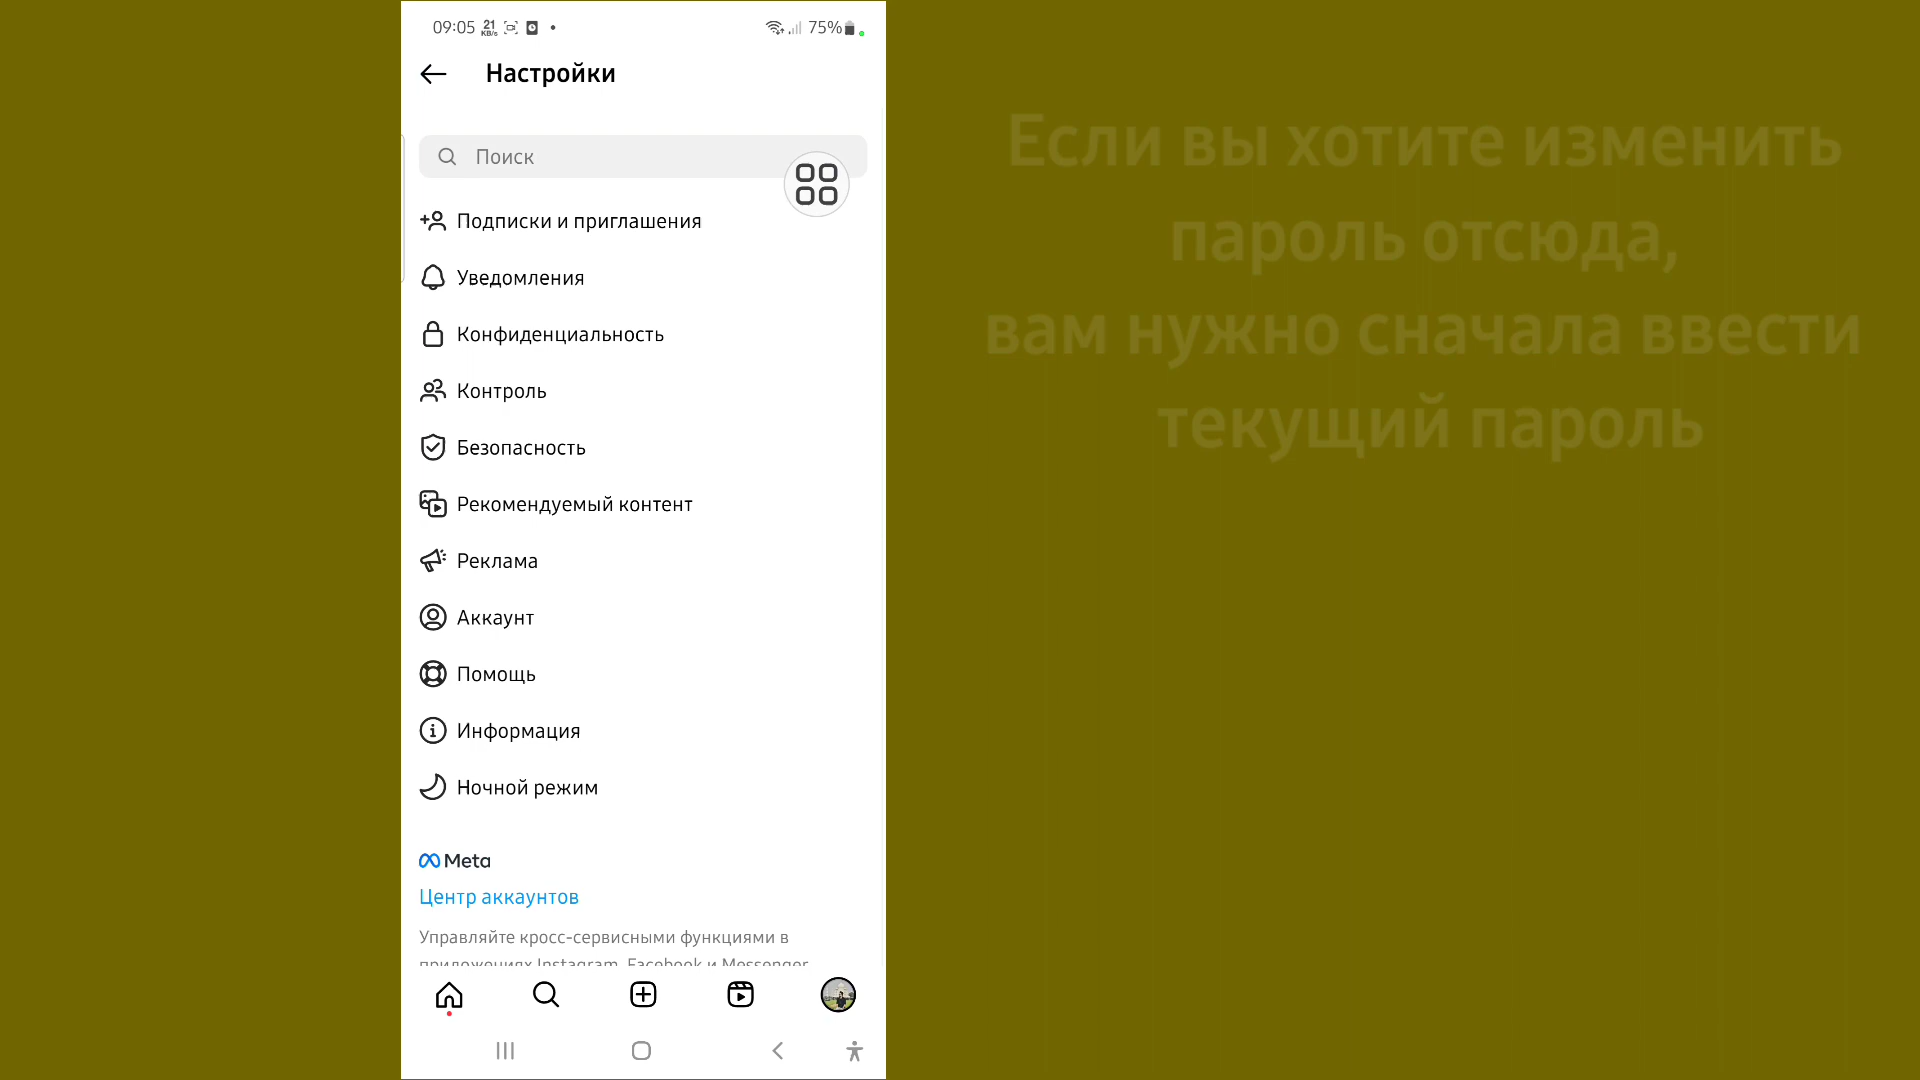 09:05
21
KB/s
75%
Настройки
Поиск
Подписки и приглашения
Уведомления
Конфиденциальность
Контроль
Безопасность
Рекомендуемый контент
Реклама
Аккаунт
Помощь
Информация
Ночной режим
Meta
Центр аккаунтов
Управляйте кросс-сервисными функциями в
приложениях Instagram, Facebook и Messenger
Если вы хотите изменить
пароль отсюда,
вам нужно сначала ввести
текущий пароль